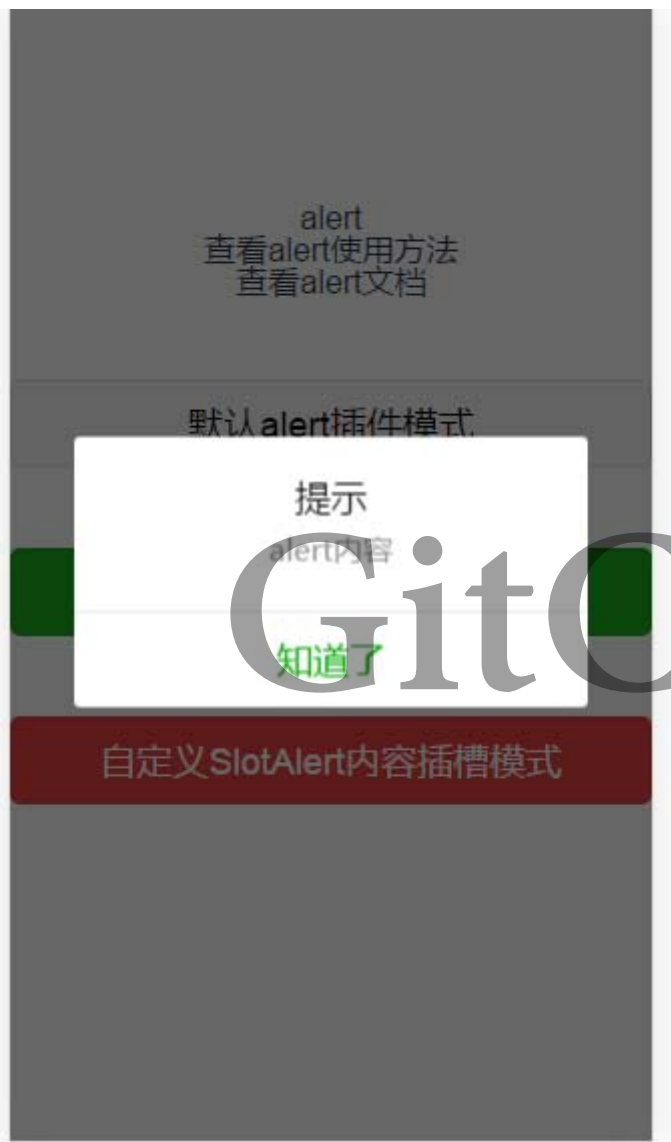 alert
查看alert使用方法
查看alert文档
默认alert插件模式
提示
alert内容
知道了
自定义SlotAlert内容插槽模式